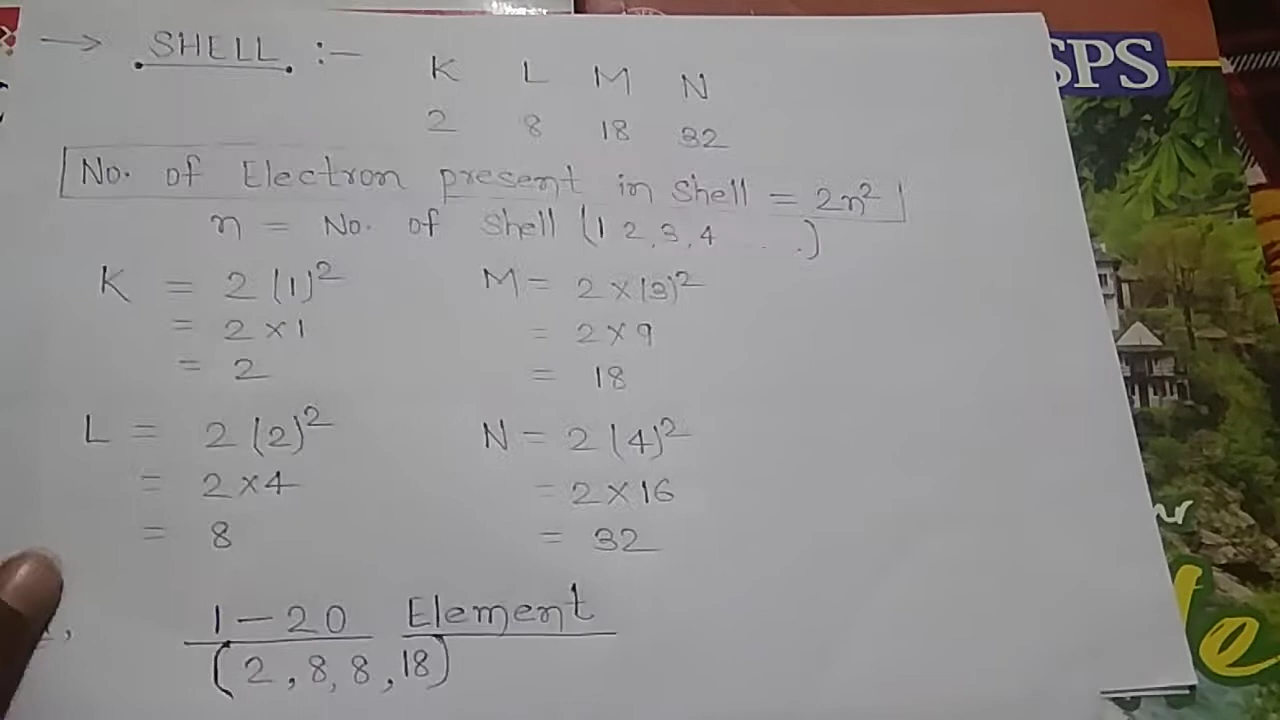 → SHELL :-
K L M N
2 8 18 32
No. of Electron present in shell = 2n²
n = No. of shell (1 2, 3, 4 . . .)
K = 2 (1)²
= 2 × 1
= 2
M = 2 × (3)²
= 2 × 9
= 18
L = 2 (2)²
= 2 × 4
= 8
N = 2 (4)²
= 2 × 16
= 32
1 - 20 Element
(2, 8, 8, 18)
SPS